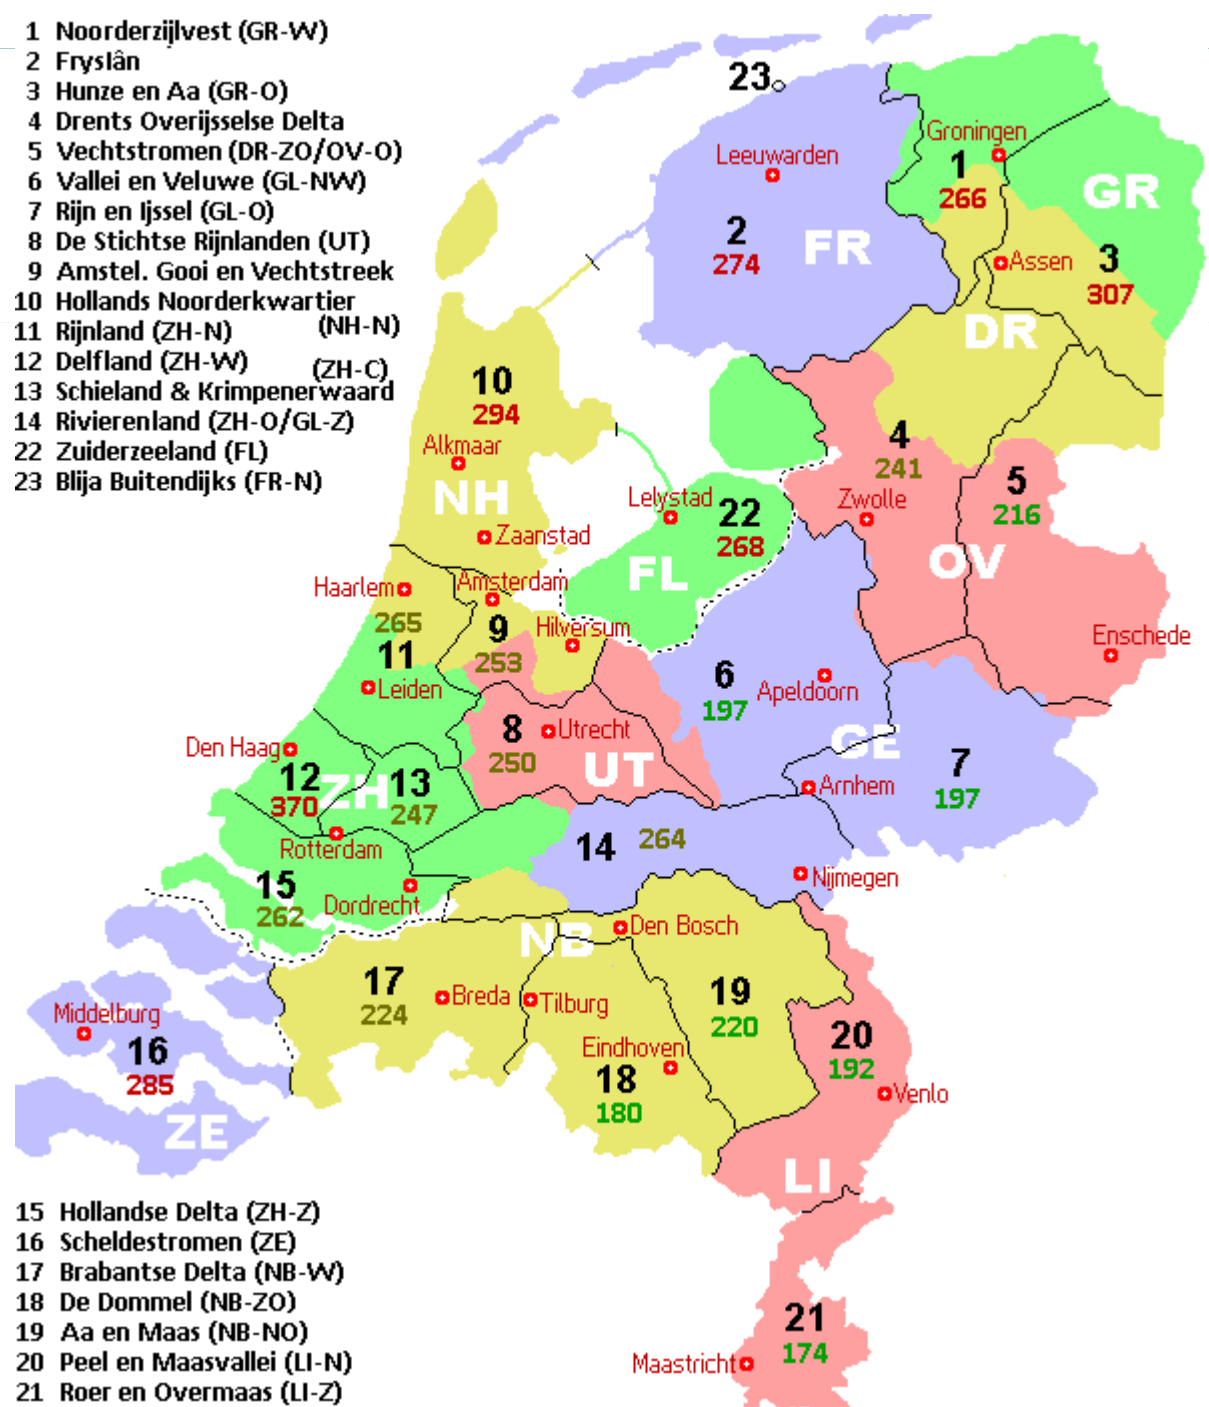 1 Noorderzijlvest (GR-W)
2 Fryslân
3 Hunze en Aa (GR-O)
4 Drents Overijsselse Delta
5 Vechtstromen (DR-ZO/OV-O)
6 Vallei en Veluwe (GL-NW)
7 Rijn en Ijssel (GL-O)
8 De Stichtse Rijnlanden (UT)
9 Amstel. Gooi en Vechtstreek
10 Hollands Noorderkwartier
(NH-N)
11 Rijnland (ZH-N)
12 Delfland (ZH-W)
(ZH-C)
13 Schieland & Krimpenerwaard
14 Rivierenland (ZH-O/GL-Z)
22 Zuiderzeeland (FL)
23 Blija Buitendijks (FR-N)
23
Groningen
1
266
GR
Leeuwarden
2
274
FR
Assen
3
307
DR
10
294
Alkmaar
NH
Zaanstad
4
241
Zwolle
5
216
OV
Enschede
Lelystad
22
268
FL
Haarlem
265
11
Leiden
Amsterdam
9
253
Hilversum
6
197
Apeldoorn
GE
7
197
Arnhem
8
250
Utrecht
UT
Den Haag
12
370
ZH
13
247
Rotterdam
14
264
Nijmegen
15
262
Dordrecht
NB
Den Bosch
17
224
Breda
Tilburg
19
220
Eindhoven
18
180
20
192
Venlo
Middelburg
16
285
ZE
LI
21
174
Maastricht
15 Hollandse Delta (ZH-Z)
16 Scheldestromen (ZE)
17 Brabantse Delta (NB-W)
18 De Dommel (NB-ZO)
19 Aa en Maas (NB-NO)
20 Peel en Maasvallei (LI-N)
21 Roer en Overmaas (LI-Z)